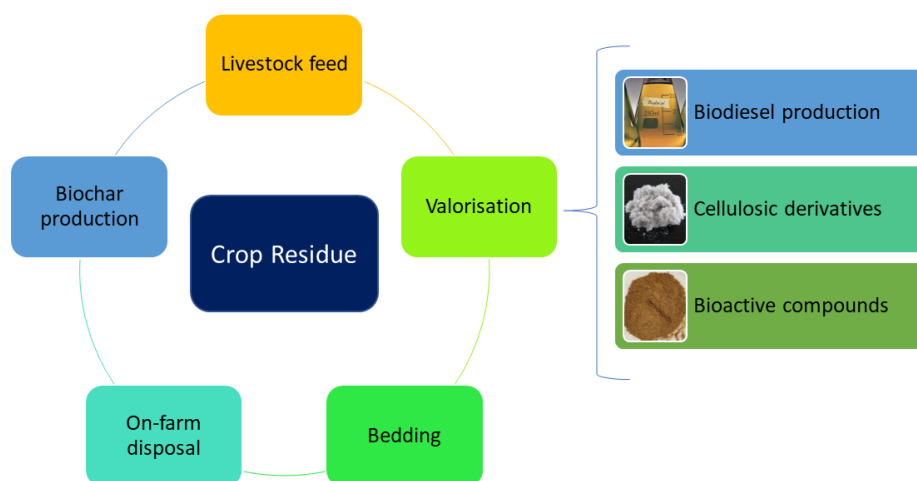 Livestock feed
Valorisation
Bedding
On-farm
disposal
Biochar
production
Crop Residue
Biodiesel production
Cellulosic derivatives
Bioactive compounds